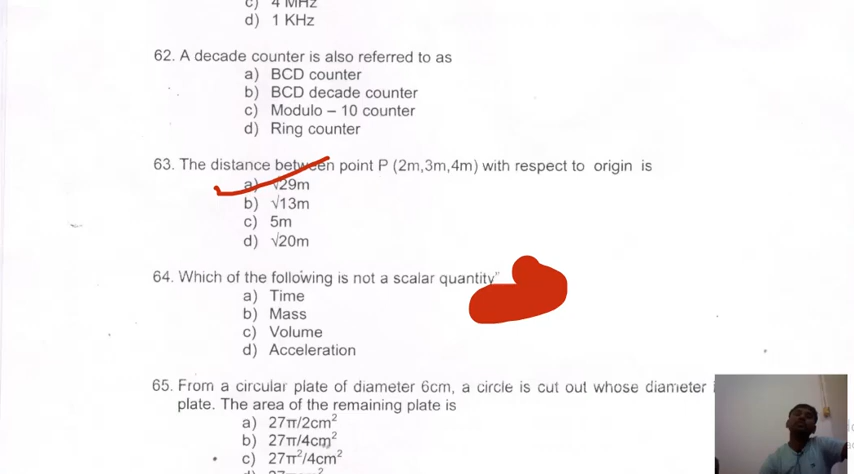 c) 4 MHz
d) 1 KHz
62. A decade counter is also referred to as
a) BCD counter
b) BCD decade counter
c) Modulo – 10 counter
d) Ring counter
63. The distance between point P (2m,3m,4m) with respect to origin is
a) √29m
b) √13m
c) 5m
d) √20m
64. Which of the following is not a scalar quantity"
a) Time
b) Mass
c) Volume
d) Acceleration
65. From a circular plate of diameter 6cm, a circle is cut out whose diameter
plate. The area of the remaining plate is
a) 27π/2cm²
b) 27π/4cm²
c) 27π²/4cm²